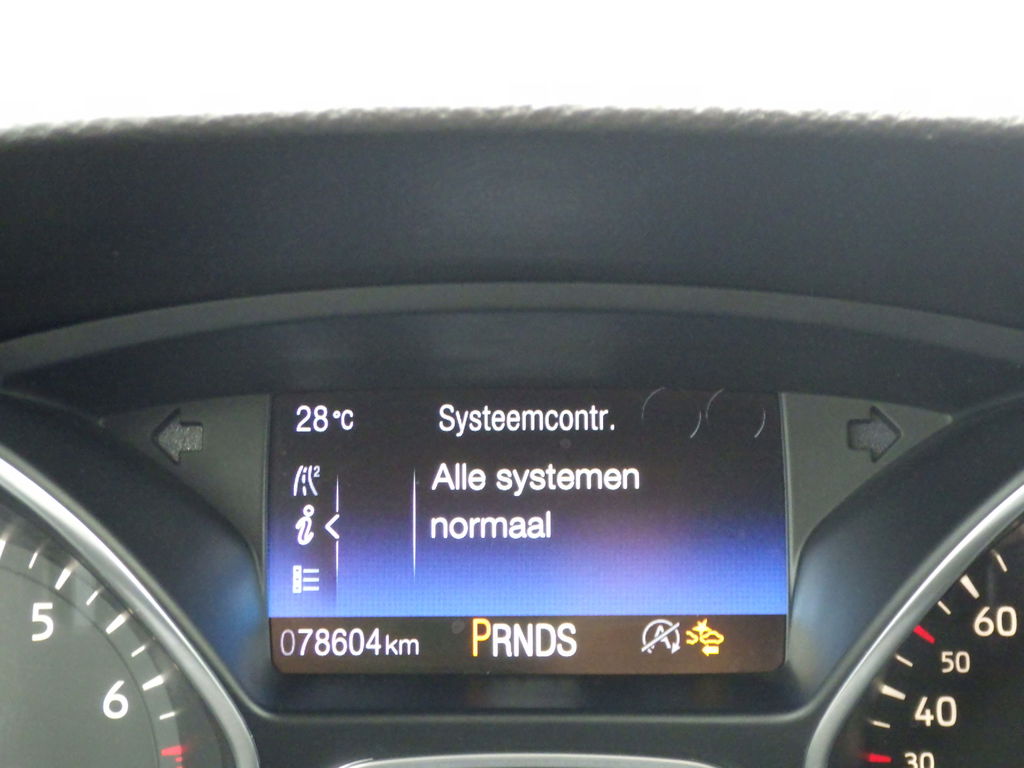 28 °C Systeemcontr.
Alle systemen
normaal
078604 km PRNDS
5
6
60
50
40
30